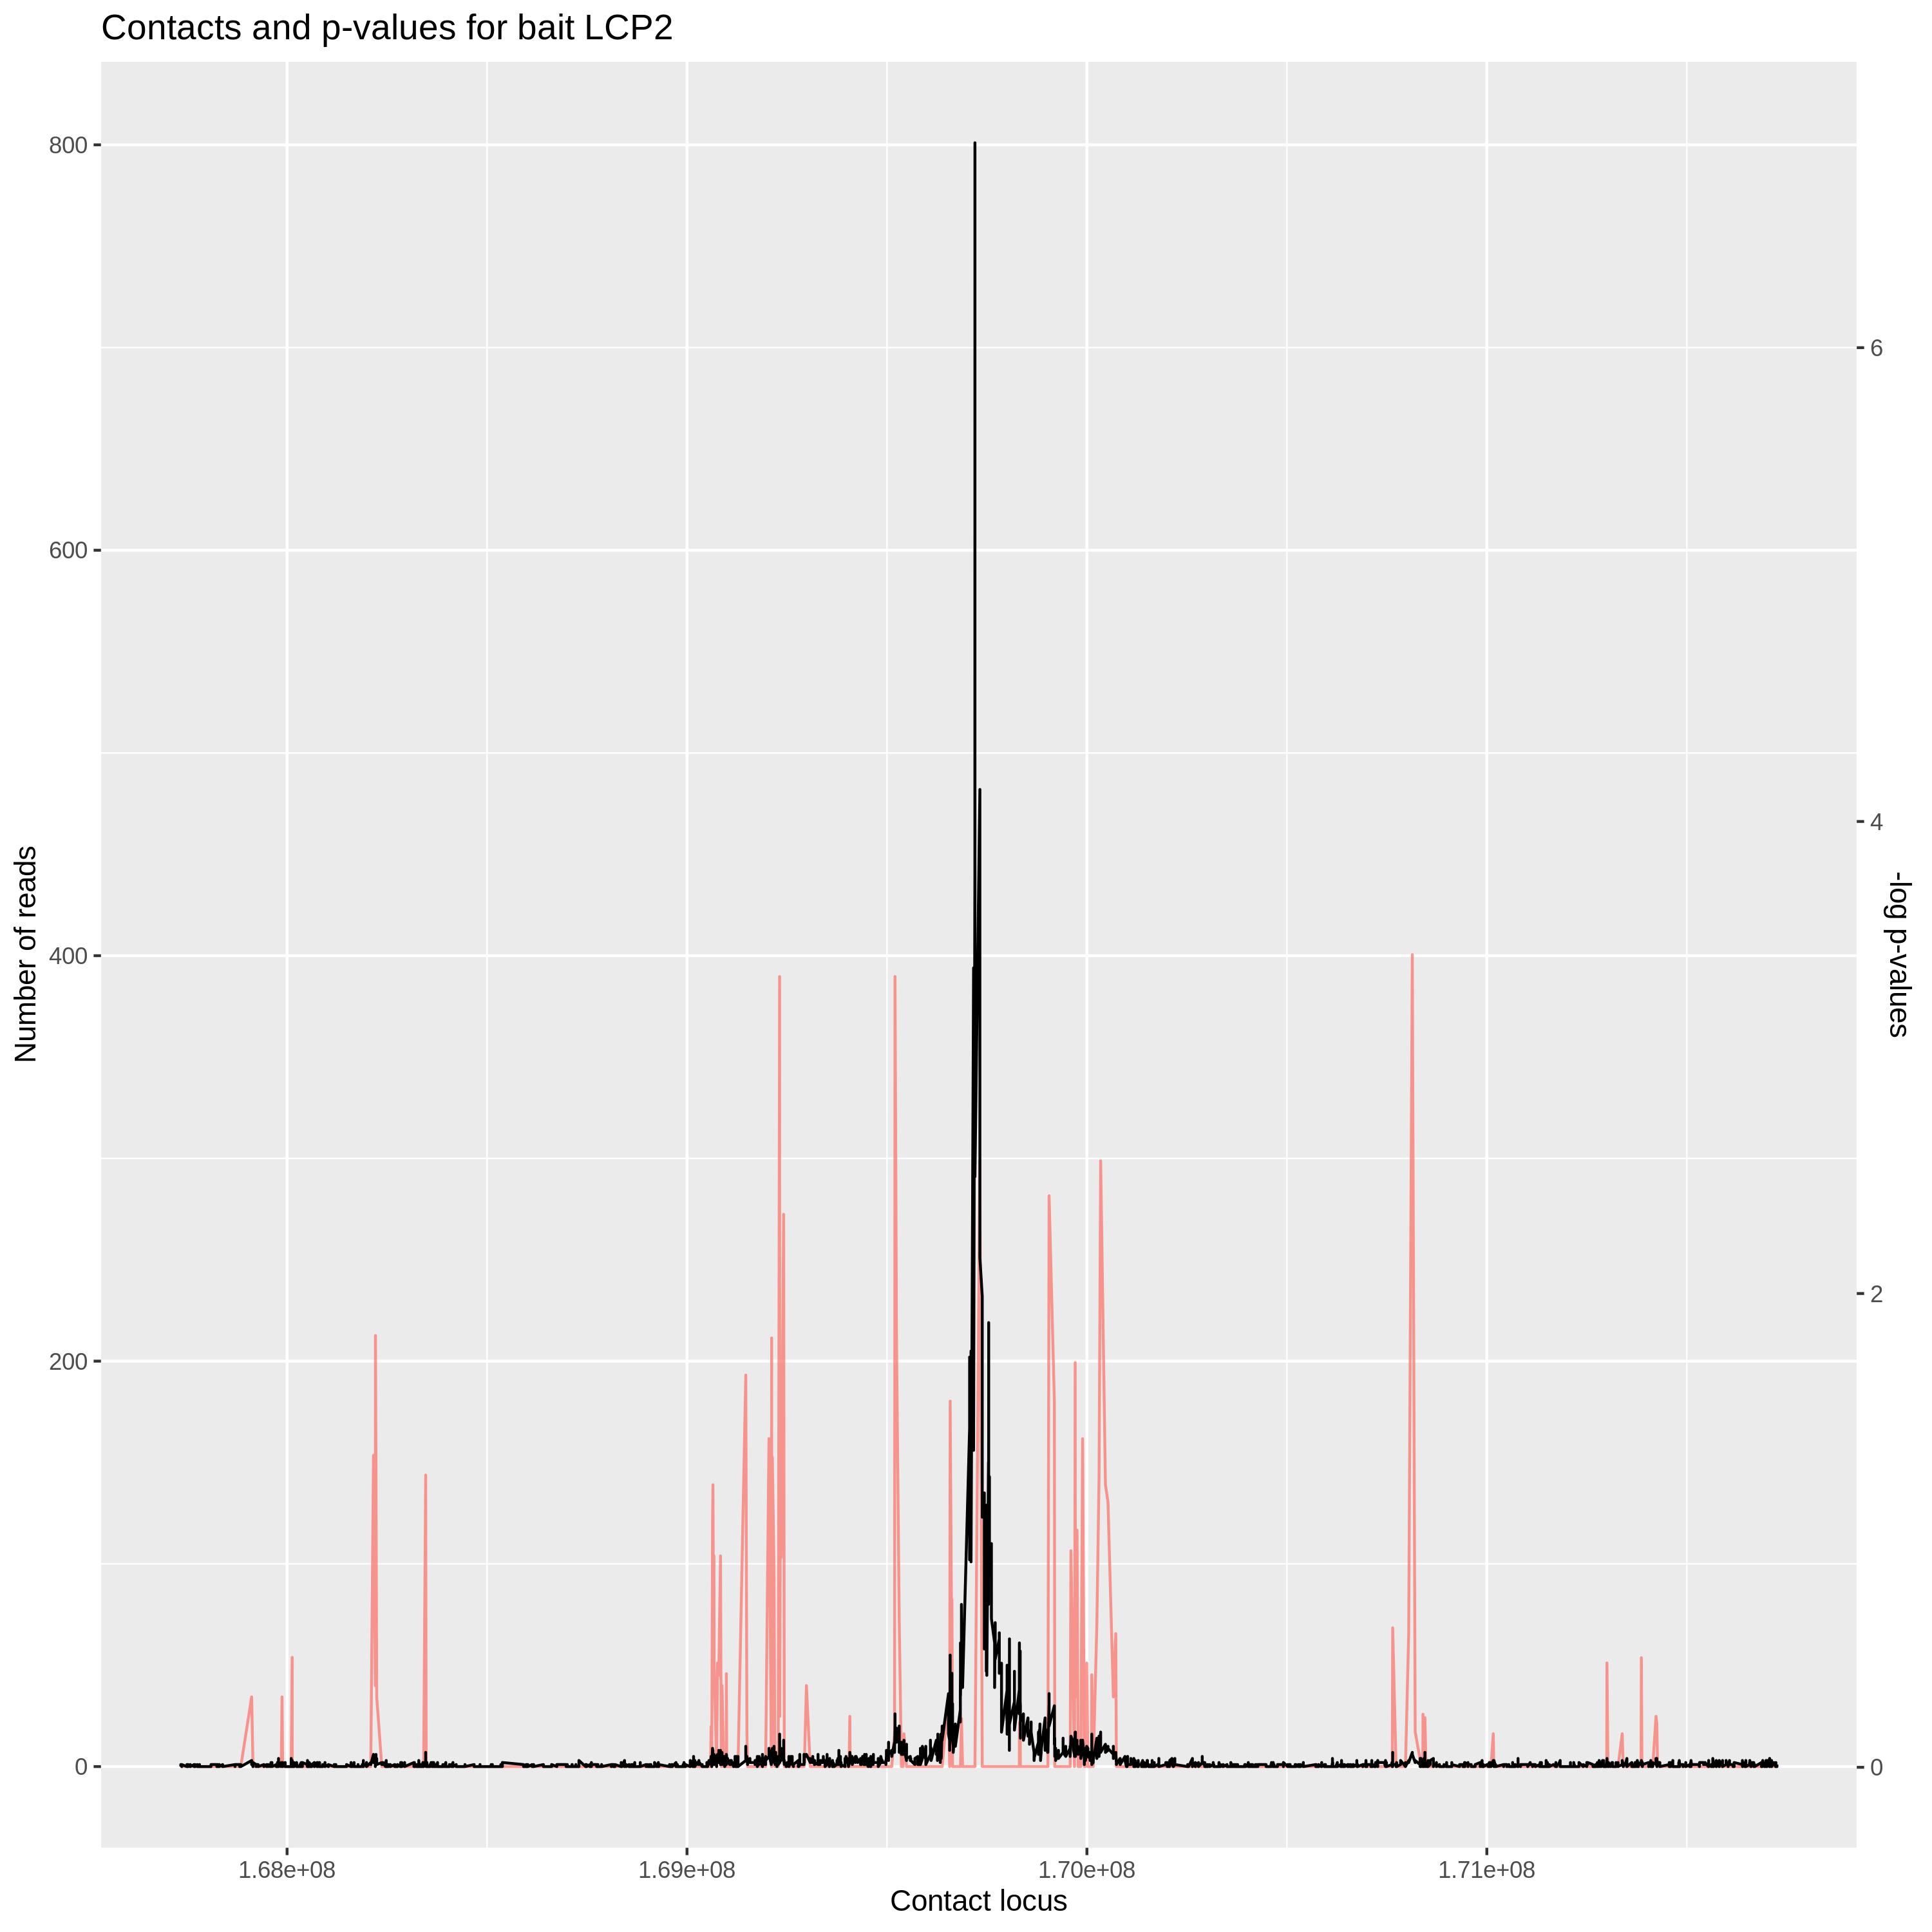 Contacts and p-values for bait LCP2
800
600
400
200
0
Number of reads
6
4
2
0
-log p-values
1.68e+08
1.69e+08
1.70e+08
1.71e+08
Contact locus